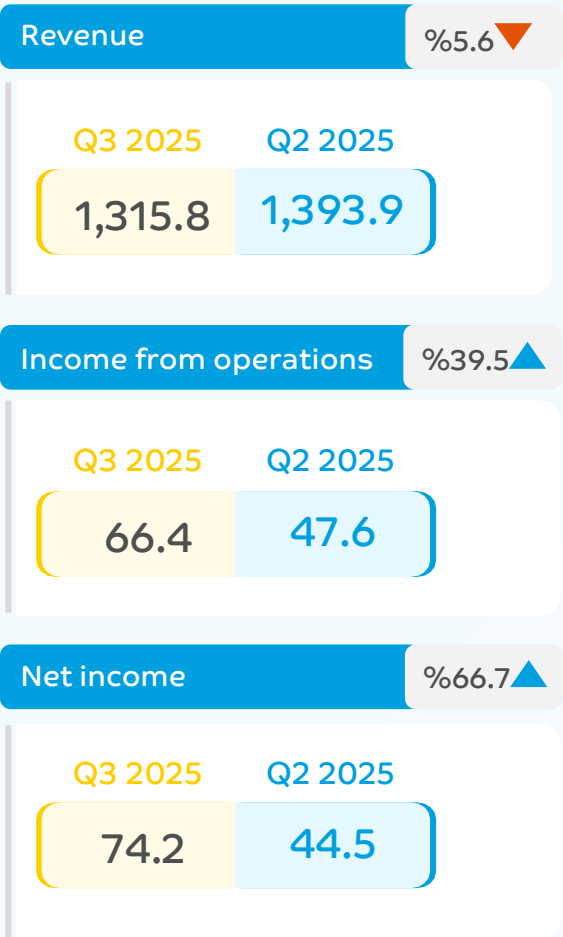 Revenue %5.6
Q3 2025 Q2 2025
1,315.8 1,393.9
Income from operations %39.5
Q3 2025 Q2 2025
66.4 47.6
Net income %66.7
Q3 2025 Q2 2025
74.2 44.5